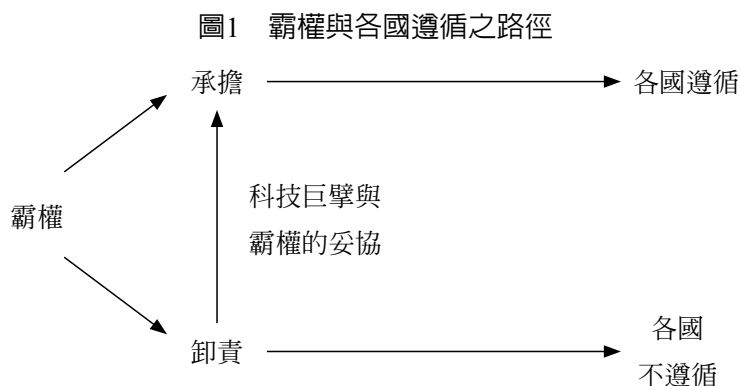 圖1 霸權與各國遵循之路徑
承擔
各國遵循
霸權
科技巨擘與
霸權的妥協
卸責
各國
不遵循